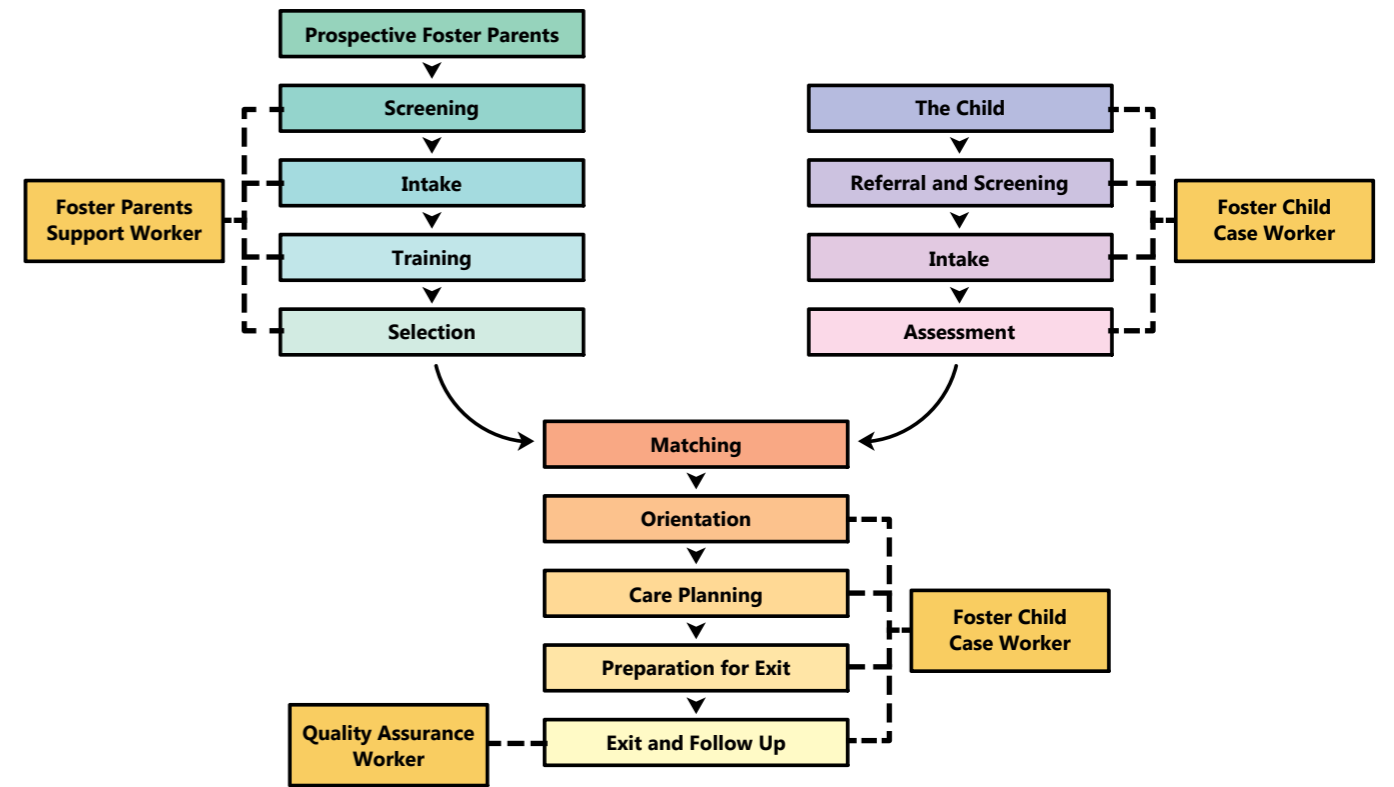 Prospective Foster Parents
Screening
Intake
Training
Selection
Foster Parents
Support Worker
The Child
Referral and Screening
Intake
Assessment
Foster Child
Case Worker
Matching
Orientation
Care Planning
Preparation for Exit
Exit and Follow Up
Foster Child
Case Worker
Quality Assurance
Worker